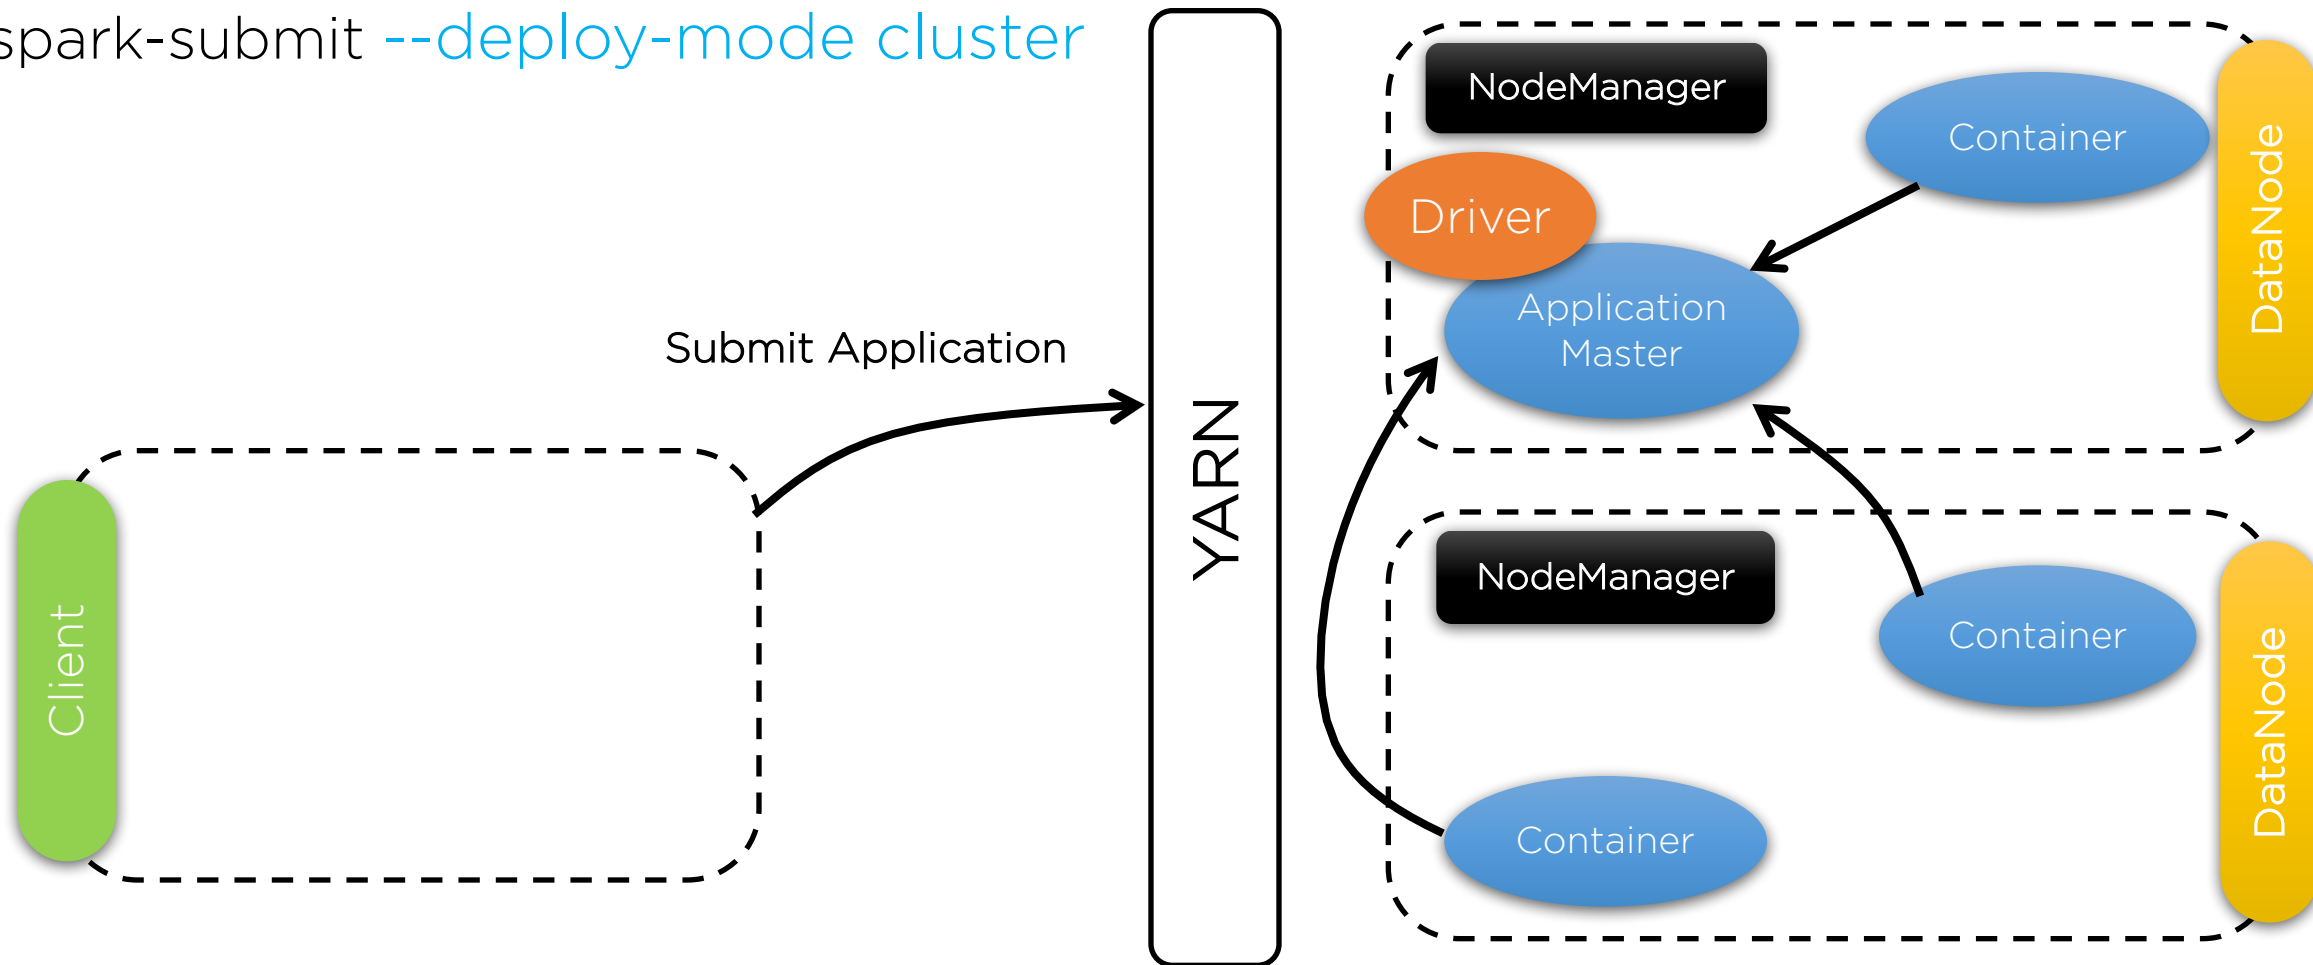 spark-submit --deploy-mode cluster
Submit Application
Client
YARN
NodeManager
Container
Driver
Application
Master
DataNode
NodeManager
Container
Container
DataNode